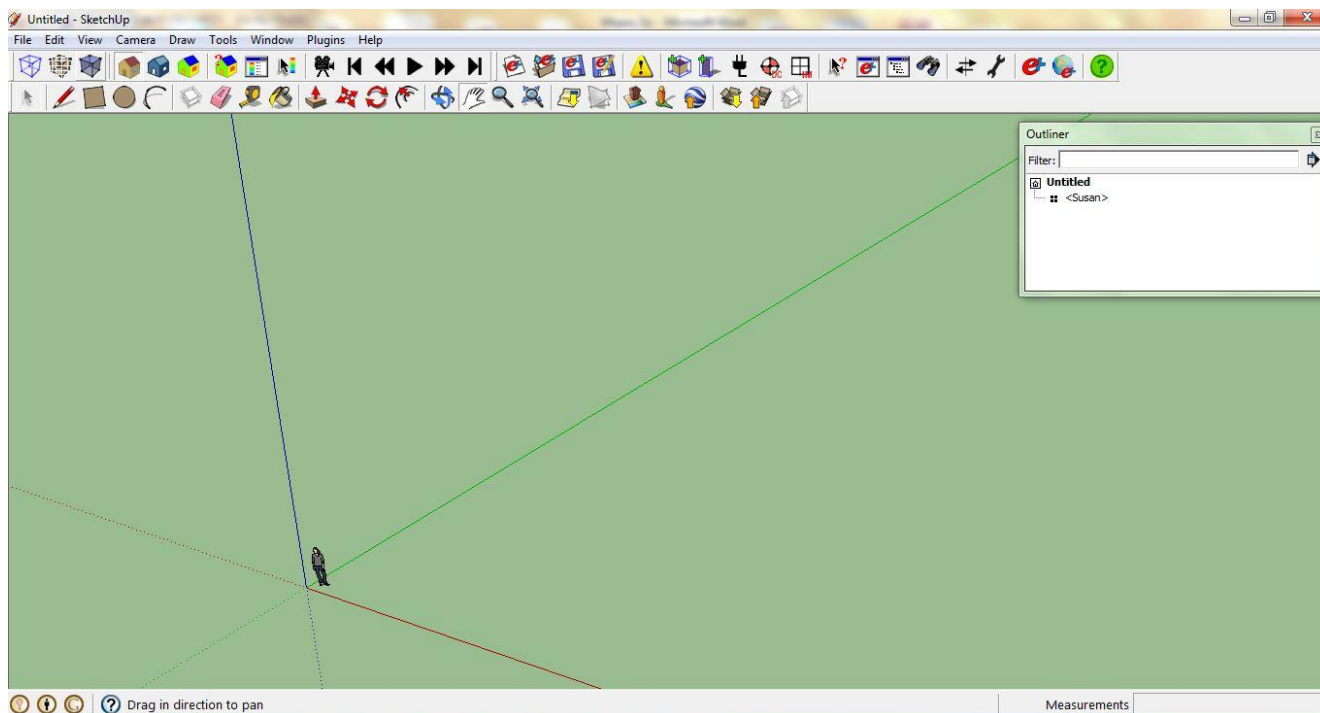 Untitled - SketchUp
File Edit View Camera Draw Tools Window Plugins Help
Outliner
Filter:
Untitled
<Susan>
Drag in direction to pan
Measurements